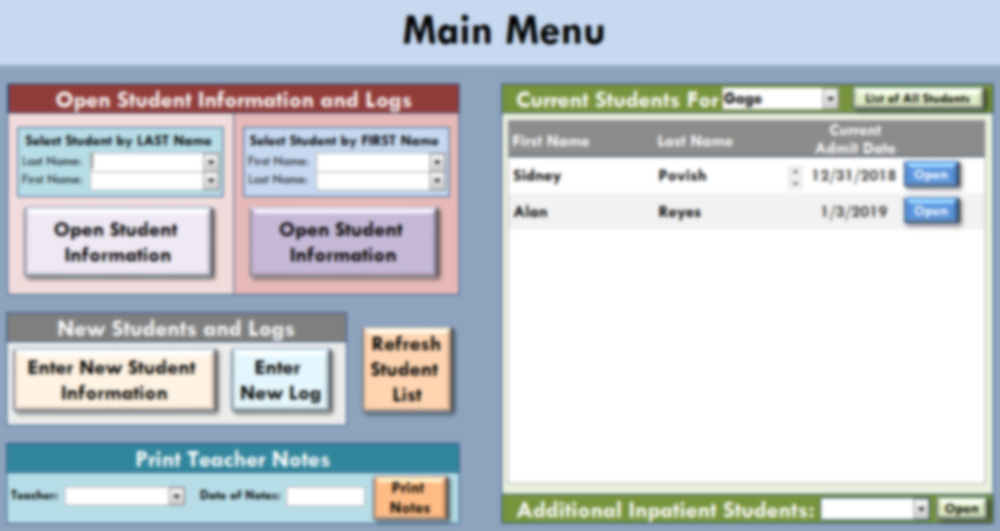 Main Menu
Open Student Information and Logs
Select Student by LAST Name
Last Name:
First Name:
Open Student
Information
Select Student by FIRST Name
First Name:
Last Name:
Open Student
Information
New Students and Logs
Enter New Student
Information
Enter
New Log
Refresh
Student
List
Print Teacher Notes
Teacher:
Date of Notes:
Print
Notes
Current Students For Gago List of All Students
First Name Last Name Current
Admit Date
Sidney Povish 12/31/2018 Open
Alan Reyes 1/3/2019 Open
Additional Inpatient Students: Open